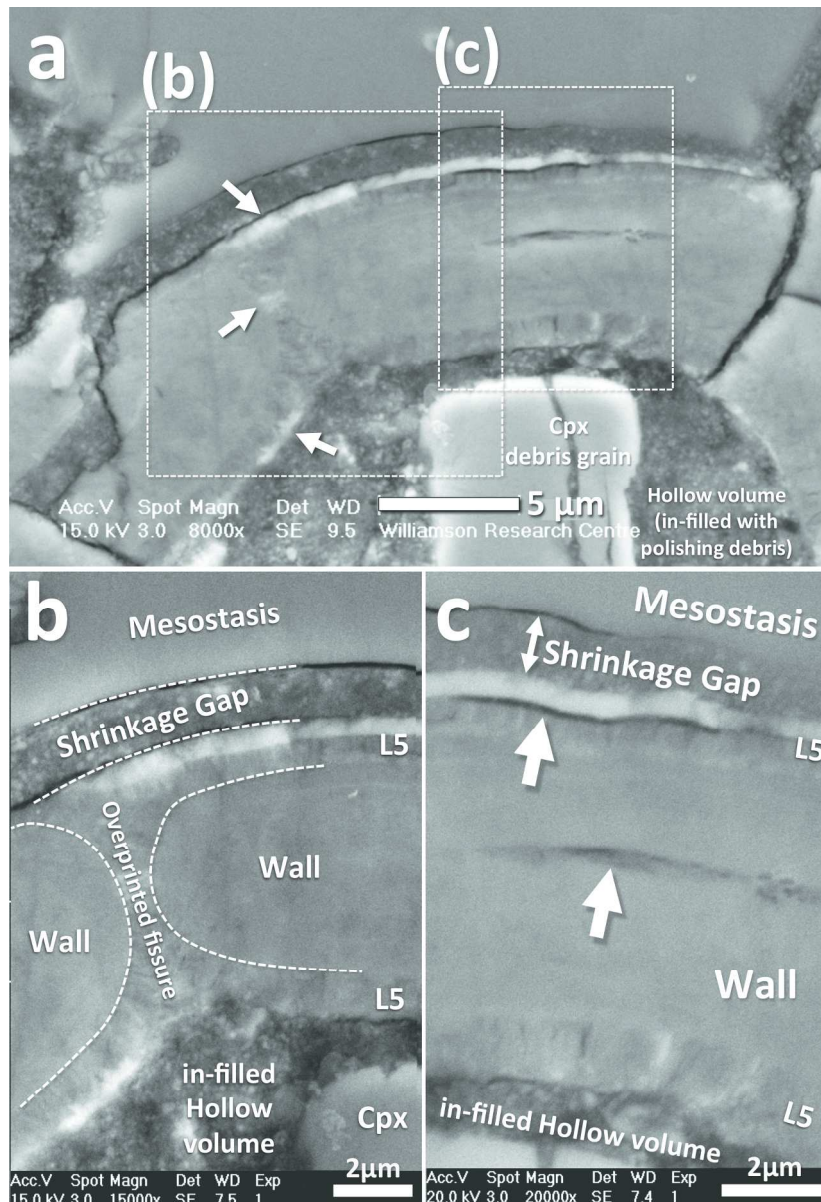 a
(b)
(c)
Cpx
debris grain
Hollow volume
(in-filled with
polishing debris)
5 µm
Acc.V Spot Magn Det WD
15.0 kV 3.0 8000x SE 9.5 Williamson Research Centre
b
Mesostasis
Shrinkage Gap
L5
Overprinted fissure
Wall
Wall
L5
in-filled
Hollow
volume
Cpx
Acc.V Spot Magn Det WD Exp
15.0 kV 3.0 15000x SE 7.5 1
2µm
c
Mesostasis
Shrinkage Gap
L5
Wall
L5
in-filled Hollow volume
Acc.V Spot Magn Det WD Exp
20.0 kV 3.0 20000x SE 7.4 1
2µm